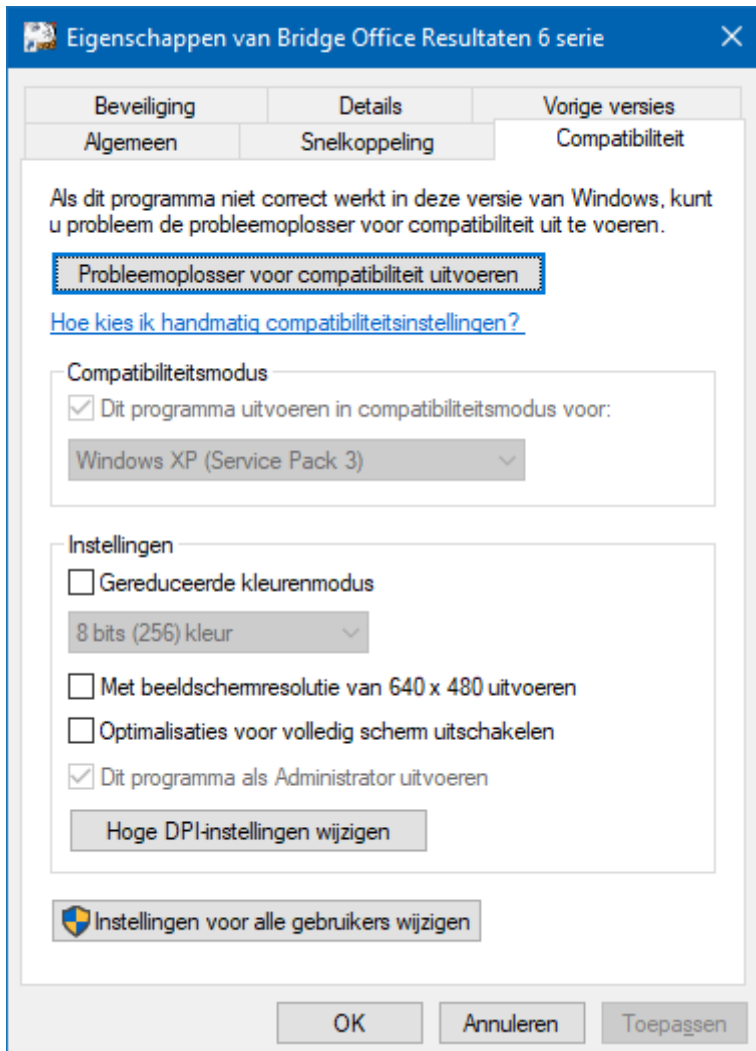 Eigenschappen van Bridge Office Resultaten 6 serie
Beveiliging Details Vorige versies
Algemeen Snelkoppeling Compatibiliteit
Als dit programma niet correct werkt in deze versie van Windows, kunt
u probleem de probleemoplosser voor compatibiliteit uit te voeren.
Probleemoplosser voor compatibiliteit uitvoeren
Hoe kies ik handmatig compatibiliteitsinstellingen?
Compatibiliteitsmodus
Dit programma uitvoeren in compatibiliteitsmodus voor:
Windows XP (Service Pack 3)
Instellingen
Gereduceerde kleurenmodus
8 bits (256) kleur
Met beeldschermresolutie van 640 x 480 uitvoeren
Optimalisaties voor volledig scherm uitschakelen
Dit programma als Administrator uitvoeren
Hoge DPI-instellingen wijzigen
Instellingen voor alle gebruikers wijzigen
OK Annuleren Toepassen